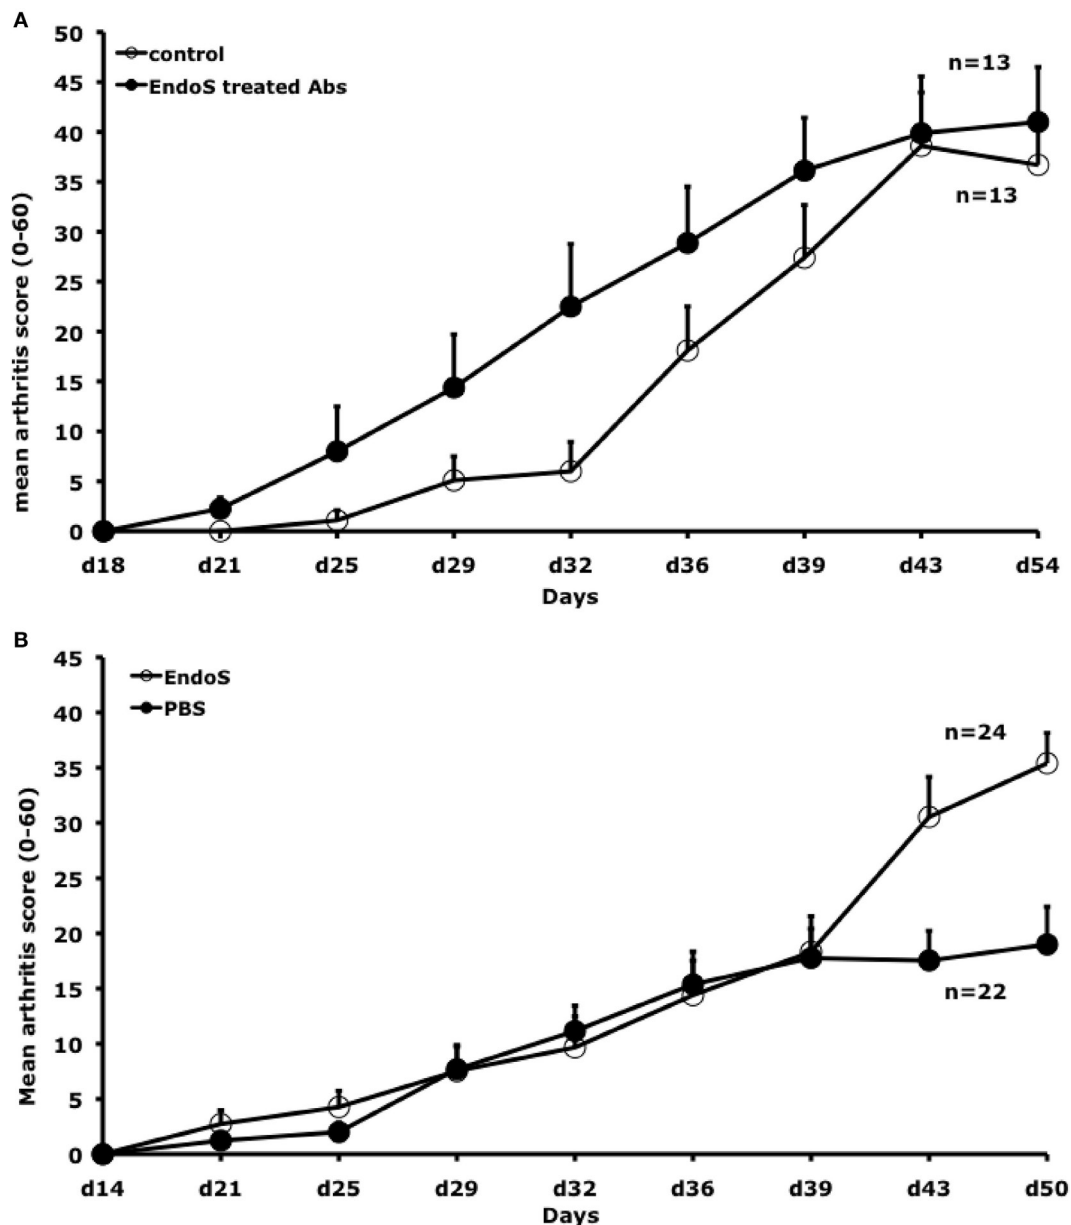 A
50
45
40
35
30
25
20
15
10
5
0
mean arthritis score (0-60)
control
EndoS treated Abs
n=13
n=13
d18 d21 d25 d29 d32 d36 d39 d43 d54
Days
B
45
40
35
30
25
20
15
10
5
0
Mean arthritis score (0-60)
EndoS
PBS
n=24
n=22
d14 d21 d25 d29 d32 d36 d39 d43 d50
Days